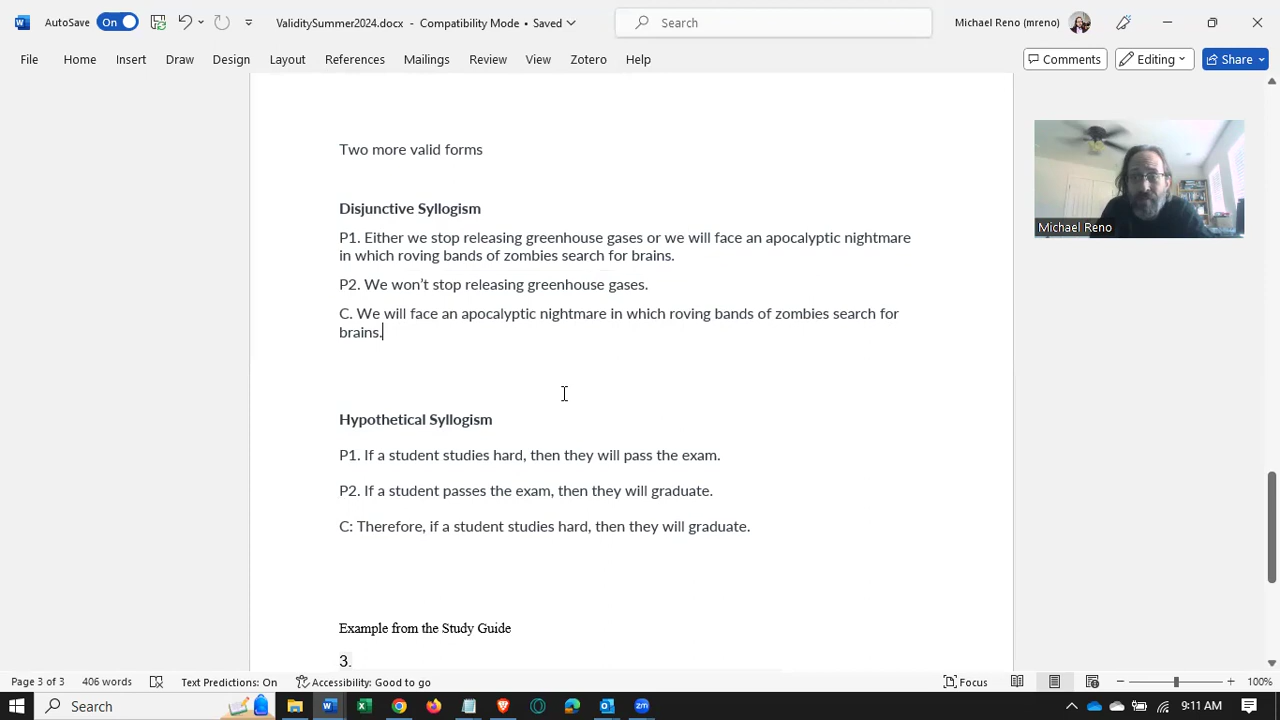 AutoSave On ValiditySummer2024.docx - Compatibility Mode • Saved Search Michael Reno (mreno)
File Home Insert Draw Design Layout References Mailings Review View Zotero Help Comments Editing Share
Two more valid forms
Disjunctive Syllogism
P1. Either we stop releasing greenhouse gases or we will face an apocalyptic nightmare
in which roving bands of zombies search for brains.
P2. We won’t stop releasing greenhouse gases.
C. We will face an apocalyptic nightmare in which roving bands of zombies search for
brains.
Michael Reno
Hypothetical Syllogism
P1. If a student studies hard, then they will pass the exam.
P2. If a student passes the exam, then they will graduate.
C: Therefore, if a student studies hard, then they will graduate.
Example from the Study Guide
3.
Page 3 of 3 406 words Text Predictions: On Accessibility: Good to go Focus 100%
Search 9:11 AM